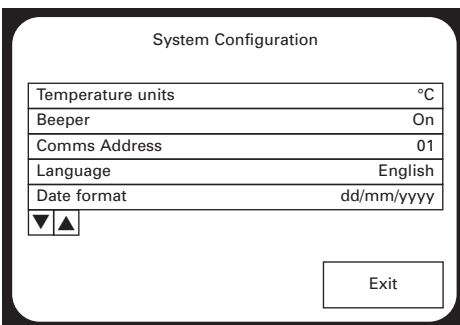 System Configuration
Temperature units °C
Beeper On
Comms Address 01
Language English
Date format dd/mm/yyyy
Exit